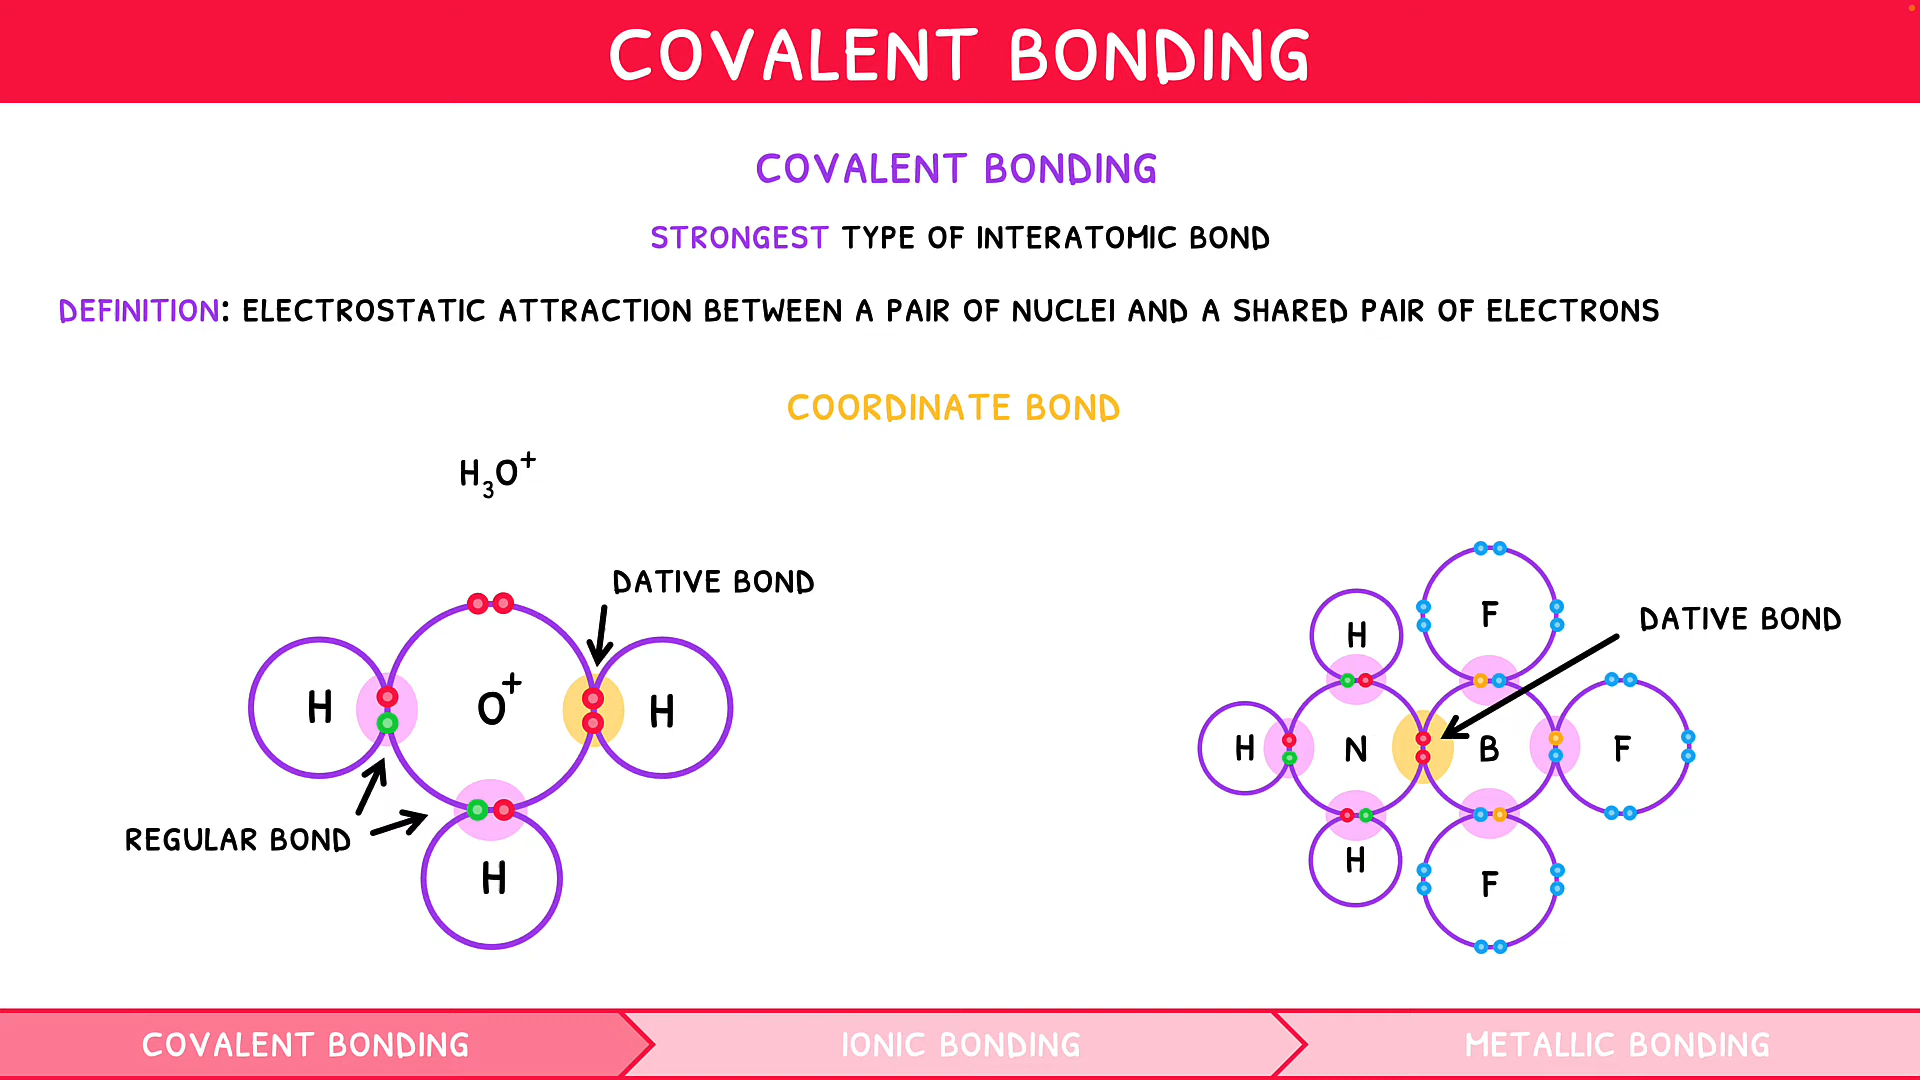 COVALENT BONDING
COVALENT BONDING
STRONGEST TYPE OF INTERATOMIC BOND
DEFINITION: ELECTROSTATIC ATTRACTION BETWEEN A PAIR OF NUCLEI AND A SHARED PAIR OF ELECTRONS
COORDINATE BOND
H₃O⁺
DATIVE BOND
H
O⁺
H
REGULAR BOND
H
F
DATIVE BOND
H
H
N
B
F
H
F
COVALENT BONDING
IONIC BONDING
METALLIC BONDING